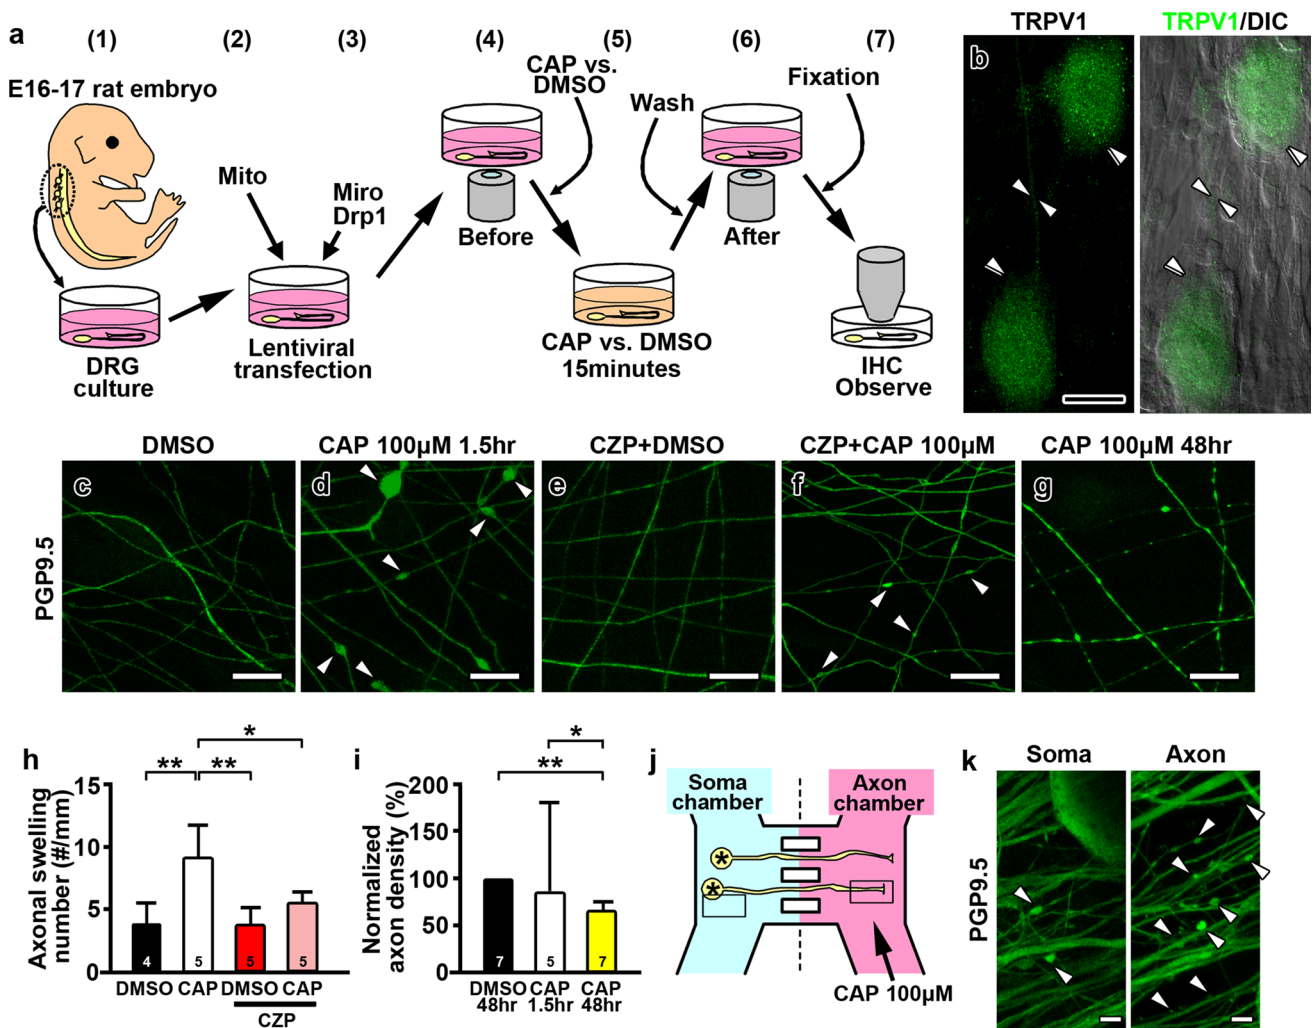 a
(1) (2) (3) (4) (5) (6) (7)
E16-17 rat embryo
DRG
culture
Mito
Miro
Drp1
Lentiviral
transfection
Before
CAP vs.
DMSO
CAP vs. DMSO
15minutes
Wash
After
Fixation
IHC
Observe
TRPV1
TRPV1/DIC
b
DMSO
CAP 100µM 1.5hr
CZP+DMSO
CZP+CAP 100µM
CAP 100µM 48hr
PGP9.5
c
d
e
f
g
h
Axonal swelling
number (#/mm)
15
10
5
0
**
**
*
4
5
5
5
DMSO CAP DMSO CAP
CZP
i
Normalized
axon density (%)
200
150
100
50
0
**
*
7
5
7
DMSO CAP CAP
48hr 1.5hr 48hr
j
Soma
chamber
Axon
chamber
*
*
CAP 100µM
k
Soma
Axon
PGP9.5